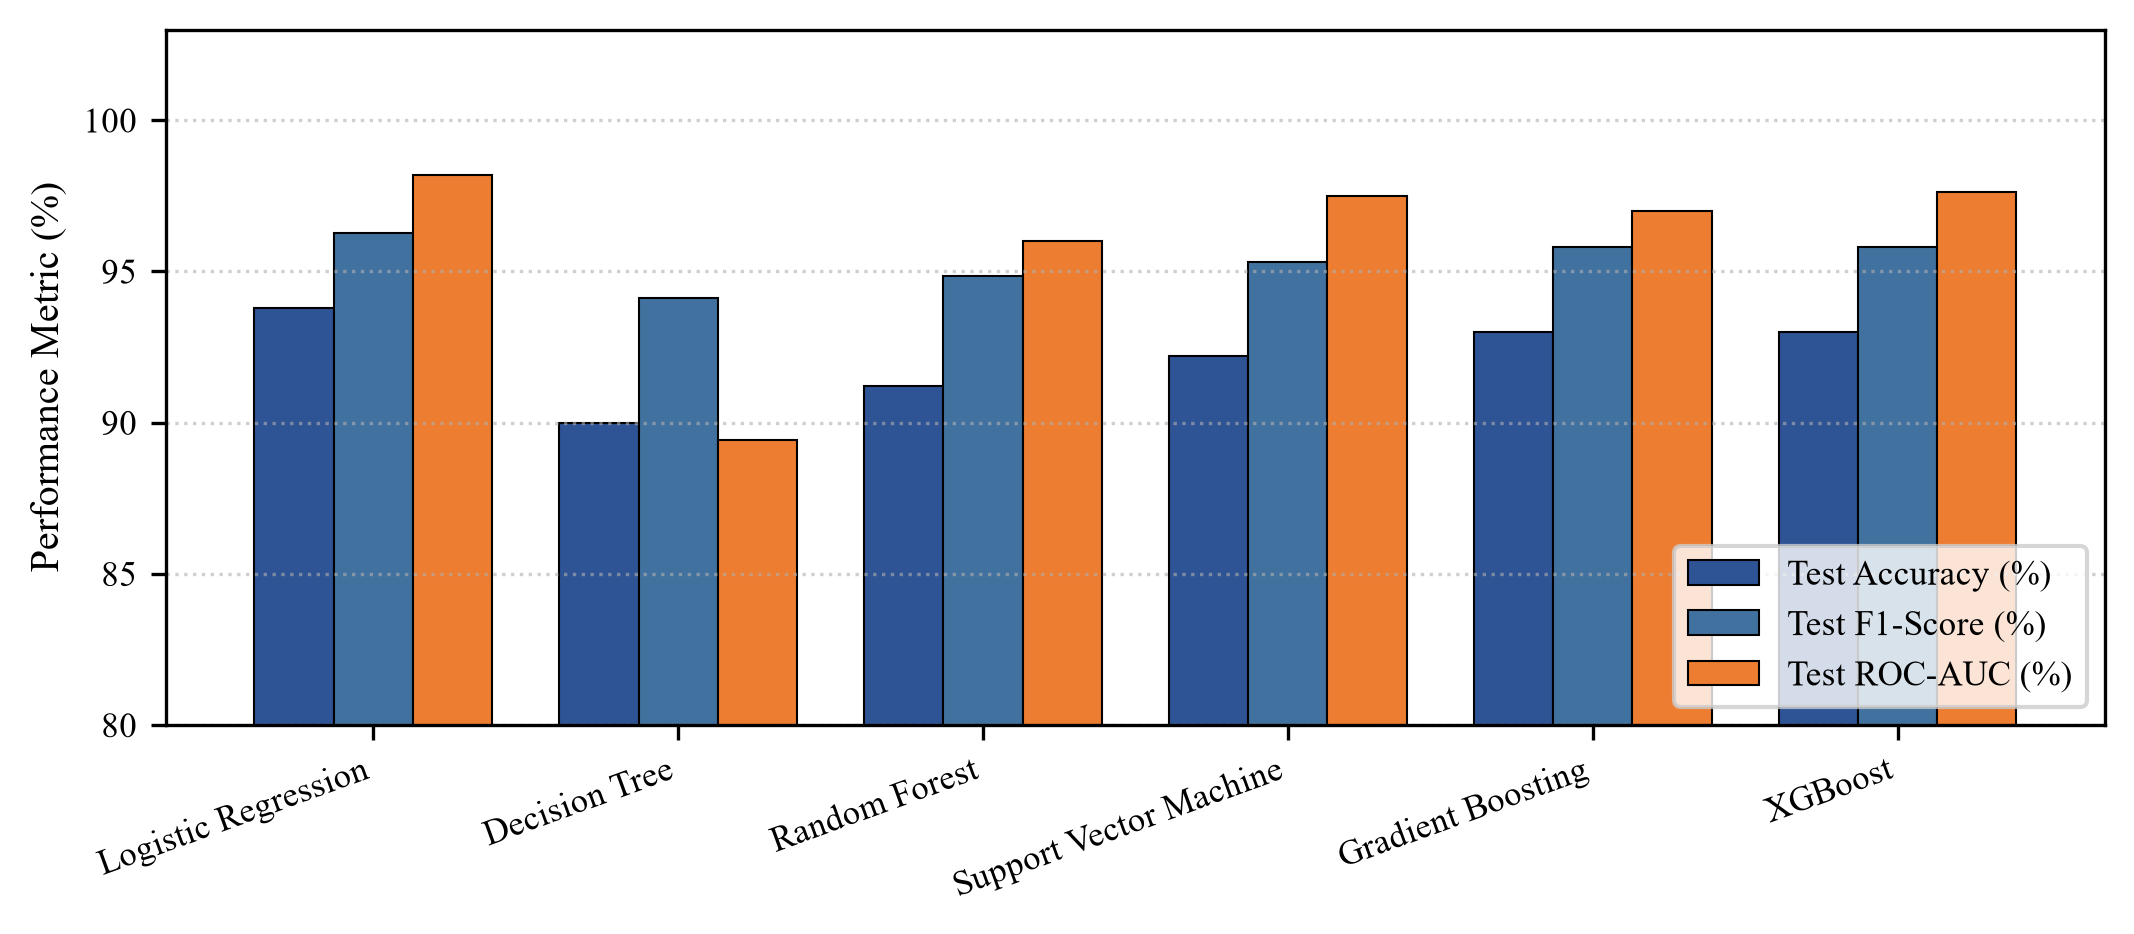 Performance Metric (%)
100
95
90
85
80
Test Accuracy (%)
Test F1-Score (%)
Test ROC-AUC (%)
Logistic Regression
Decision Tree
Random Forest
Support Vector Machine
Gradient Boosting
XGBoost